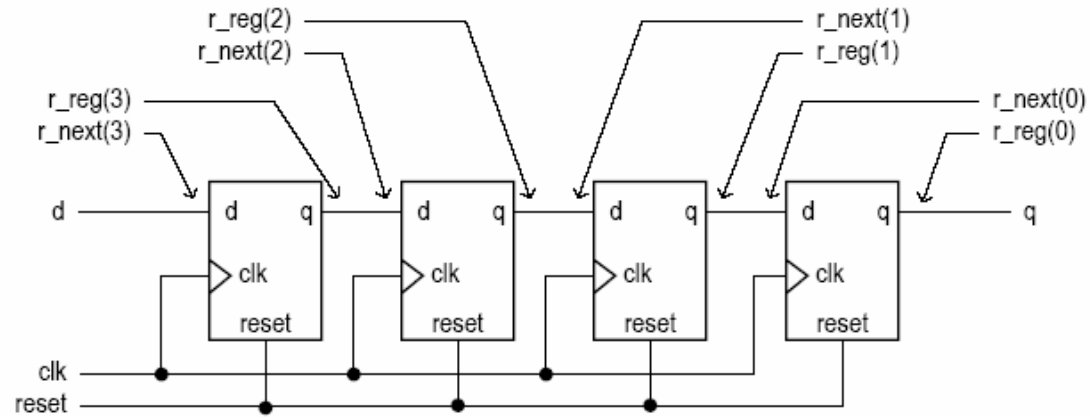 r_reg(2)
r_next(1)
r_next(2)
r_reg(1)
r_reg(3)
r_next(0)
r_next(3)
r_reg(0)
d
d
q
d
q
d
q
d
q
q
clk
clk
clk
clk
reset
reset
reset
reset
clk
reset